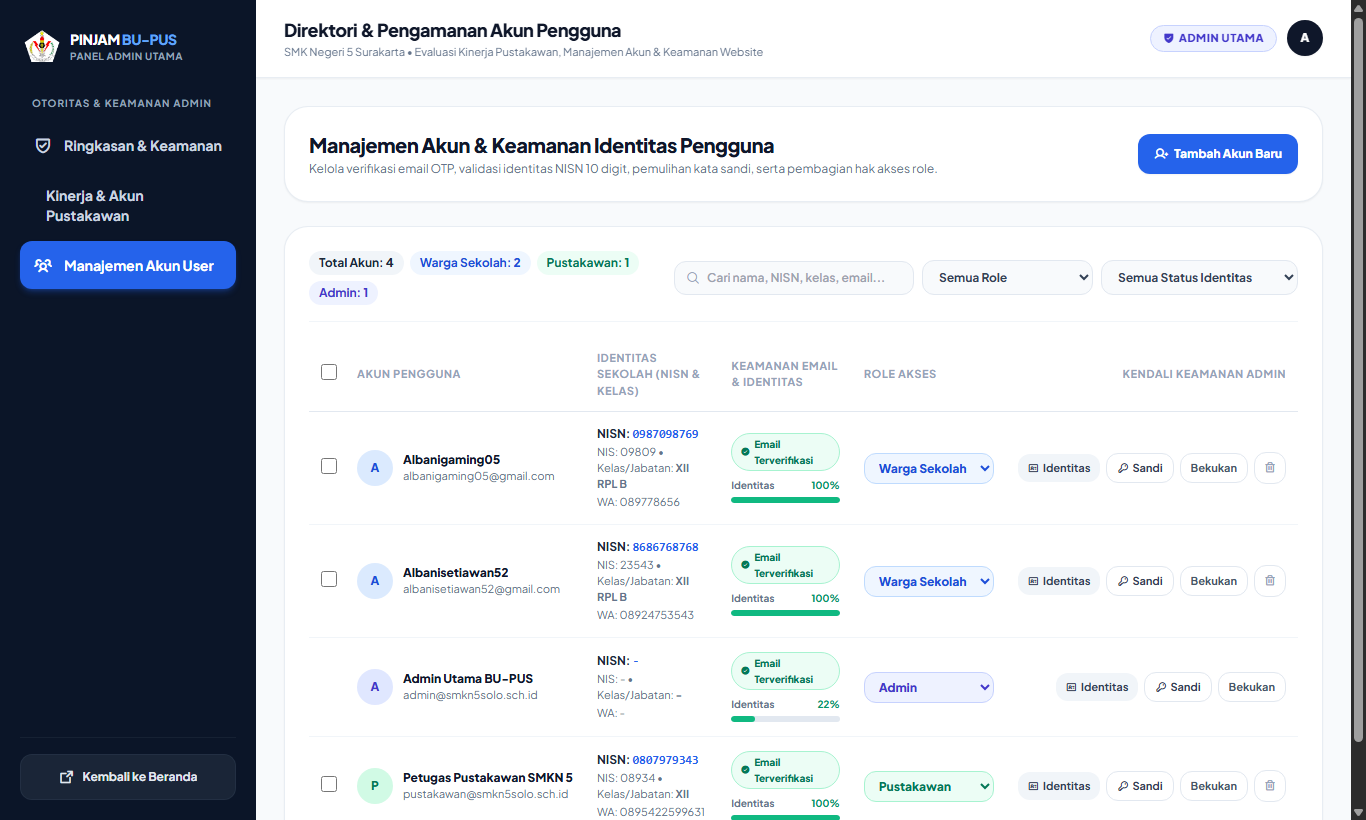 PINJAM BU-PUS
PANEL ADMIN UTAMA
OTORITAS & KEAMANAN ADMIN
Ringkasan & Keamanan
Kinerja & Akun
Pustakawan
Manajemen Akun User
Kembali ke Beranda
Direktori & Pengamanan Akun Pengguna
SMK Negeri 5 Surakarta • Evaluasi Kinerja Pustakawan, Manajemen Akun & Keamanan Website
ADMIN UTAMA
A
Manajemen Akun & Keamanan Identitas Pengguna
Kelola verifikasi email OTP, validasi identitas NISN 10 digit, pemulihan kata sandi, serta pembagian hak akses role.
Tambah Akun Baru
Total Akun: 4
Warga Sekolah: 2
Pustakawan: 1
Admin: 1
Cari nama, NISN, kelas, email...
Semua Role
Semua Status Identitas
AKUN PENGGUNA
IDENTITAS
SEKOLAH (NISN &
KELAS)
KEAMANAN EMAIL
& IDENTITAS
ROLE AKSES
KENDALI KEAMANAN ADMIN
A
Albanigaming05
albanigaming05@gmail.com
NISN: 0987098769
NIS: 09809 •
Kelas/Jabatan: XII
RPL B
WA: 089778656
Email
Terverifikasi
Identitas 100%
Warga Sekolah
Identitas
Sandi
Bekukan
A
Albanisetiawan52
albanisetiawan52@gmail.com
NISN: 8686768768
NIS: 23543 •
Kelas/Jabatan: XII
RPL B
WA: 08924753543
Email
Terverifikasi
Identitas 100%
Warga Sekolah
Identitas
Sandi
Bekukan
A
Admin Utama BU-PUS
admin@smkn5solo.sch.id
NISN: -
NIS: - •
Kelas/Jabatan: -
WA: -
Email
Terverifikasi
Identitas 22%
Admin
Identitas
Sandi
Bekukan
P
Petugas Pustakawan SMKN 5
pustakawan@smkn5solo.sch.id
NISN: 0807979343
NIS: 08934 •
Kelas/Jabatan: XII
WA: 0895422599631
Email
Terverifikasi
Identitas 100%
Pustakawan
Identitas
Sandi
Bekukan